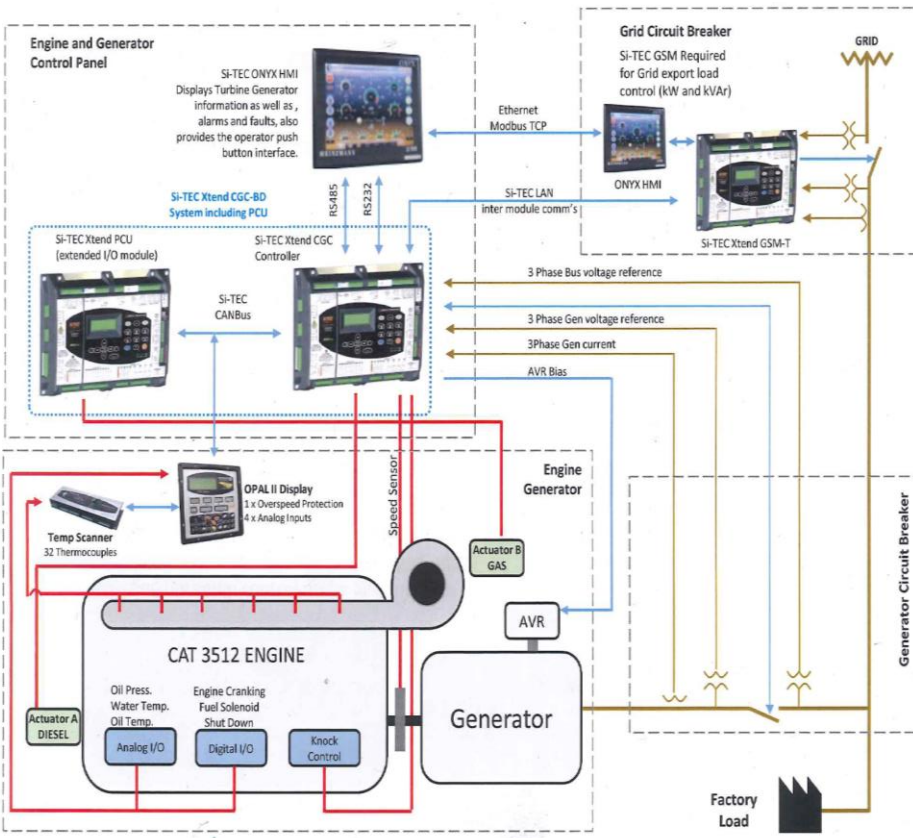 Engine and Generator
Control Panel
Si-TEC ONYX HMI
Displays Turbine Generator
information as well as ,
alarms and faults, also
provides the operator push
button interface.
Si-TEC Xtend CGC-BD
System including PCU
RS485
RS232
Ethernet
Modbus TCP
Si-TEC LAN
inter module comm's
Grid Circuit Breaker
Si-TEC GSM Required
for Grid export load
control (kW and kVAr)
GRID
ONYX HMI
Si-TEC Xtend GSM-T
Si-TEC Xtend PCU
(extended I/O module)
Si-TEC Xtend CGC
Controller
Si-TEC
CANBus
3 Phase Bus voltage reference
3 Phase Gen voltage reference
3Phase Gen current
AVR Bias
Engine
Generator
OPAL II Display
1 x Overspeed Protection
4 x Analog Inputs
Temp Scanner
32 Thermocouples
Speed Sensor
Actuator B
GAS
AVR
CAT 3512 ENGINE
Oil Press.
Water Temp.
Oil Temp.
Engine Cranking
Fuel Solenoid
Shut Down
Actuator A
DIESEL
Analog I/O
Digital I/O
Knock
Control
Generator
Generator Circuit Breaker
Factory
Load